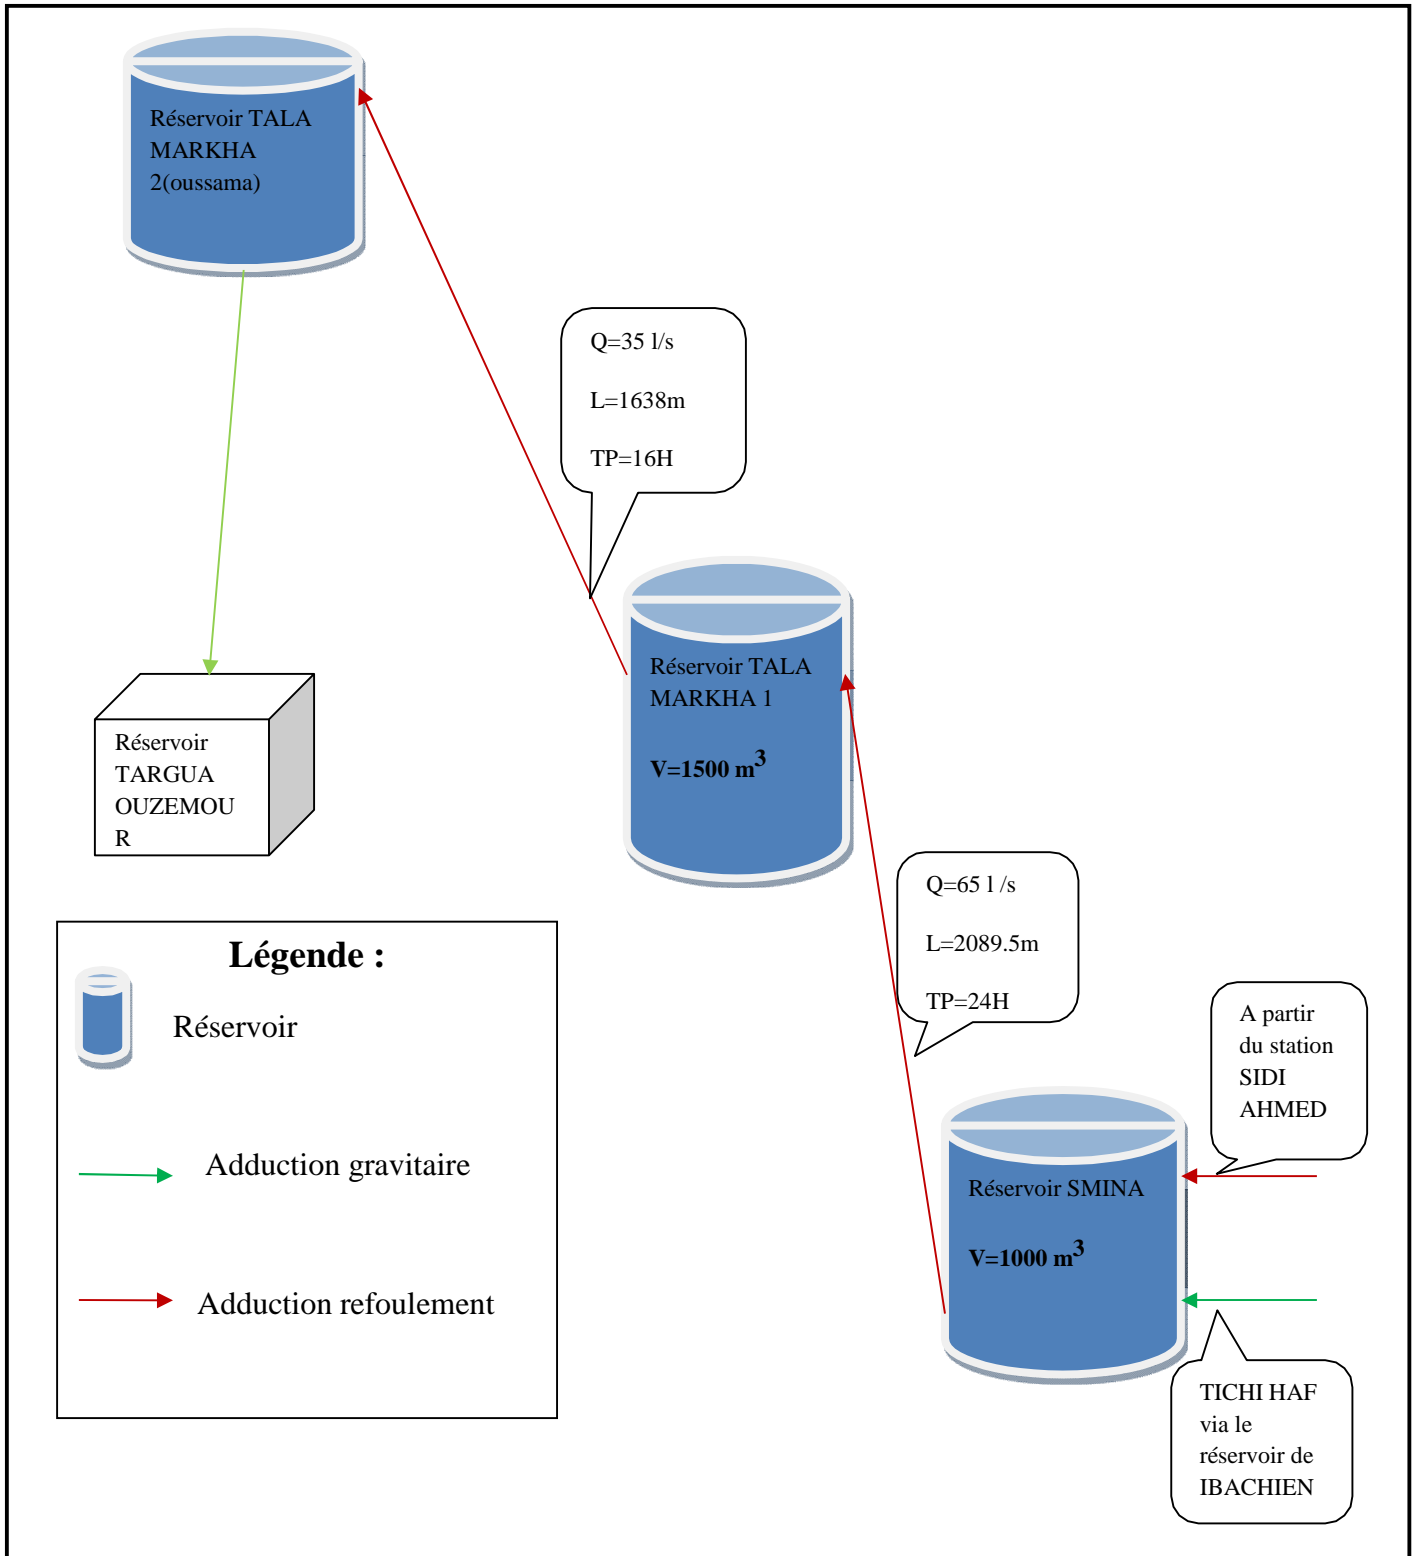 Réservoir TALA
MARKHA
2(oussama)
Q=35 l/s
L=1638m
TP=16H
Réservoir TALA
MARKHA 1
V=1500 m³
Réservoir
TARGUA
OUZEMOU
R
Q=65 l /s
L=2089.5m
TP=24H
A partir
du station
SIDI
AHMED
Réservoir SMINA
V=1000 m³
TICHI HAF
via le
réservoir de
IBACHIEN
Légende :
Réservoir
Adduction gravitaire
Adduction refoulement